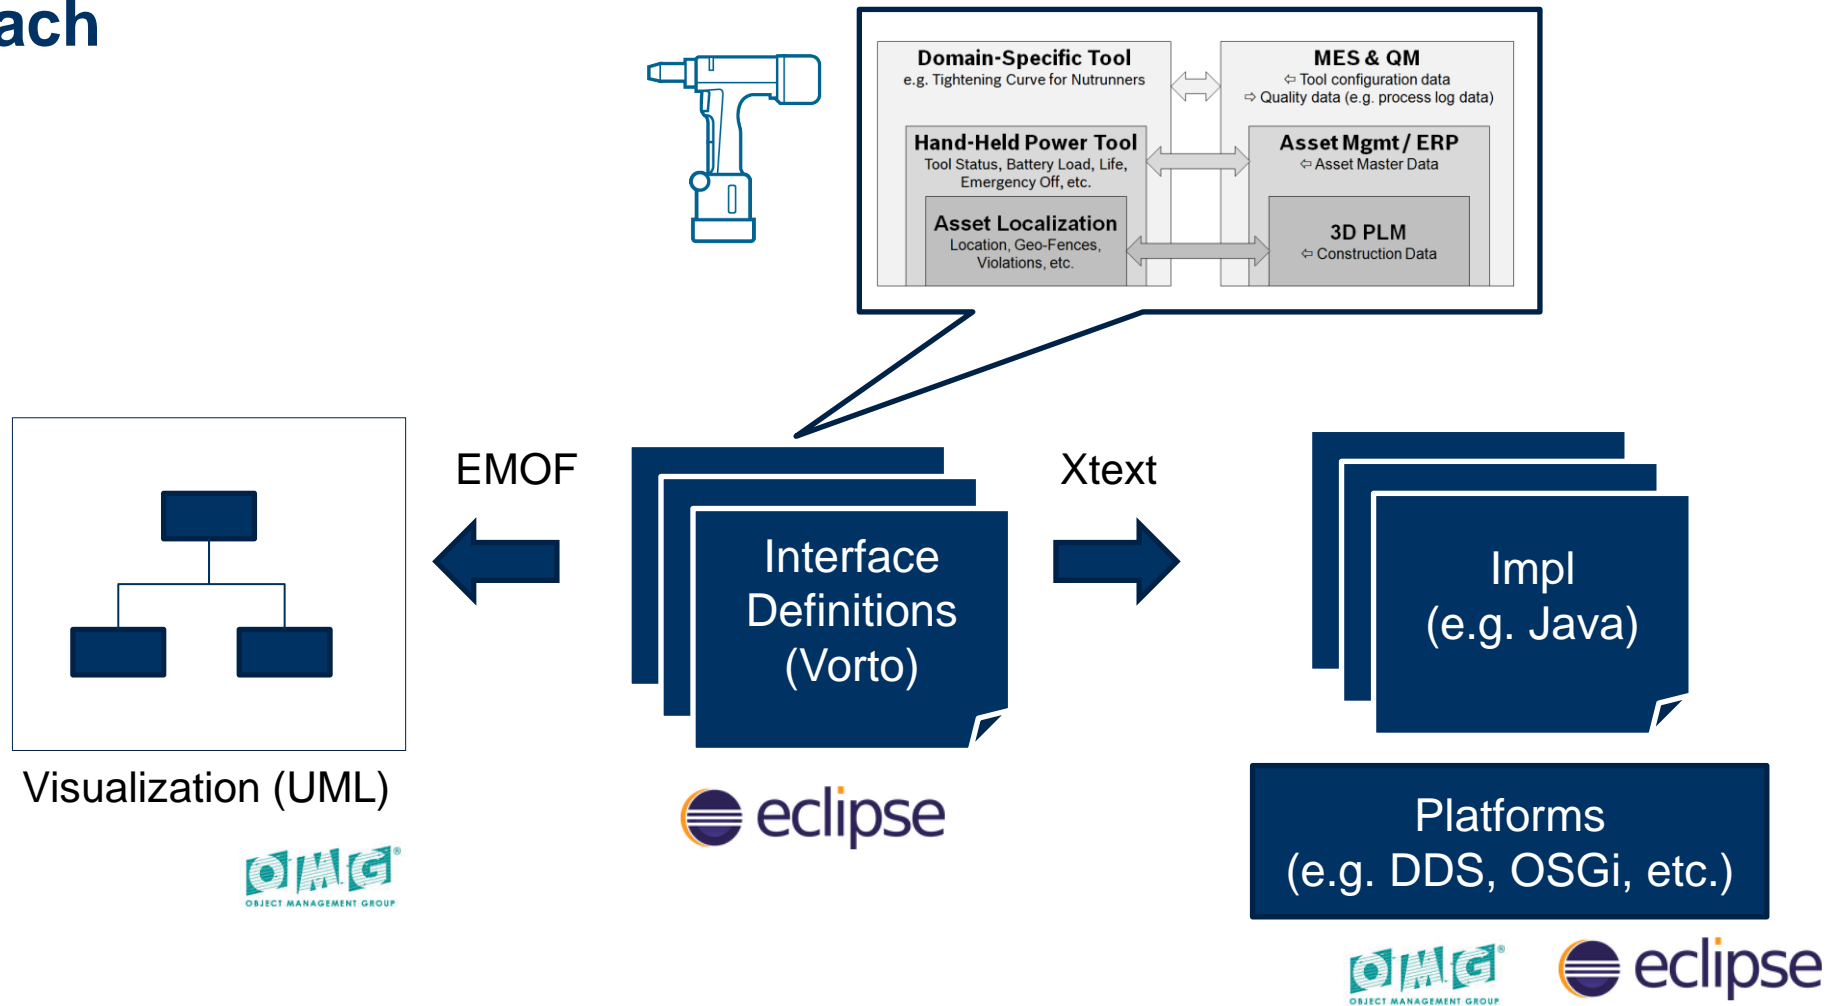 ach
Domain-Specific Tool
e.g. Tightening Curve for Nutrunners
Hand-Held Power Tool
Tool Status, Battery Load, Life,
Emergency Off, etc.
Asset Localization
Location, Geo-Fences,
Violations, etc.
MES & QM
⇦ Tool configuration data
⇨ Quality data (e.g. process log data)
Asset Mgmt / ERP
⇦ Asset Master Data
3D PLM
⇦ Construction Data
EMOF
Xtext
Interface
Definitions
(Vorto)
Impl
(e.g. Java)
Visualization (UML)
OMG®
OBJECT MANAGEMENT GROUP
eclipse
Platforms
(e.g. DDS, OSGi, etc.)
OMG®
OBJECT MANAGEMENT GROUP
eclipse